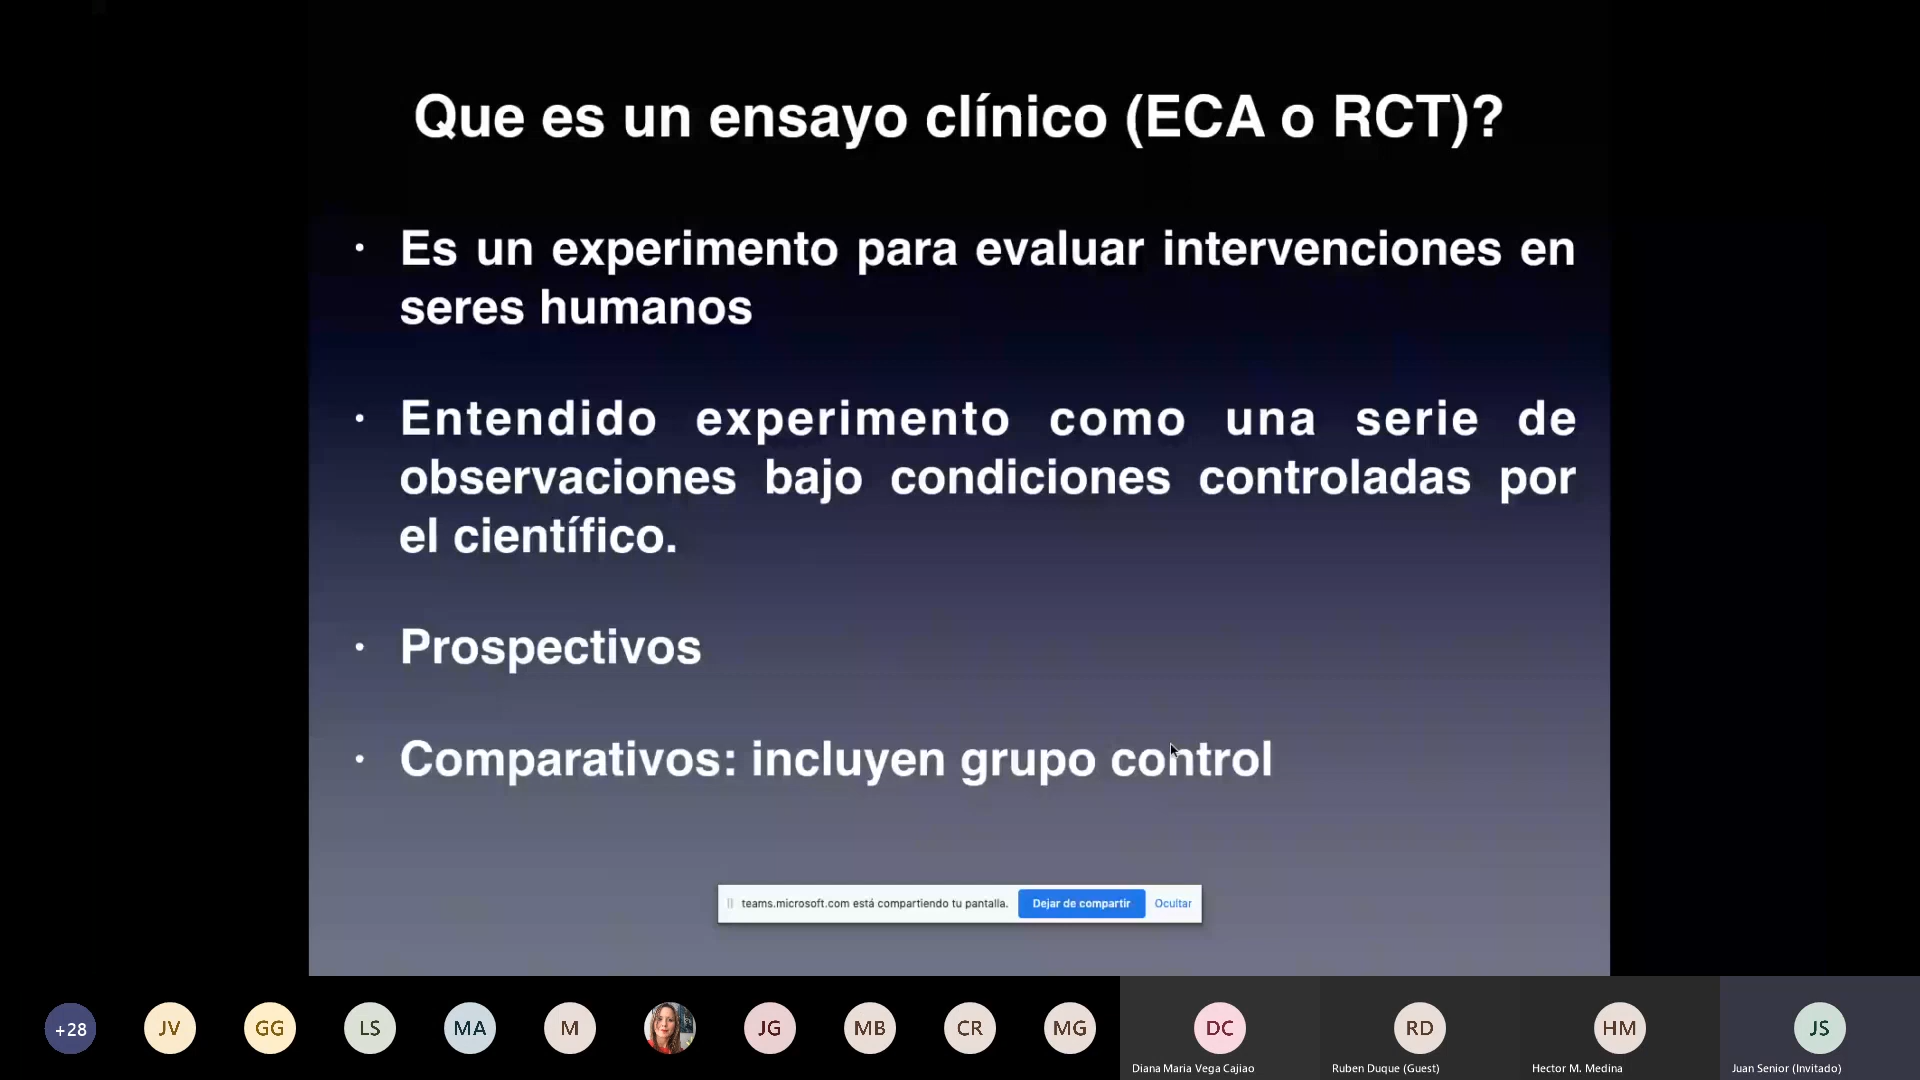 Que es un ensayo clínico (ECA o RCT)?
· Es un experimento para evaluar intervenciones en
seres humanos
· Entendido experimento como una serie de
observaciones bajo condiciones controladas por
el científico.
· Prospectivos
· Comparativos: incluyen grupo control
teams.microsoft.com está compartiendo tu pantalla. Dejar de compartir Ocultar
+28 JV GG LS MA M JG MB CR MG DC RD HM JS
Diana Maria Vega Cajiao Ruben Duque (Guest) Hector M. Medina Juan Senior (Invitado)